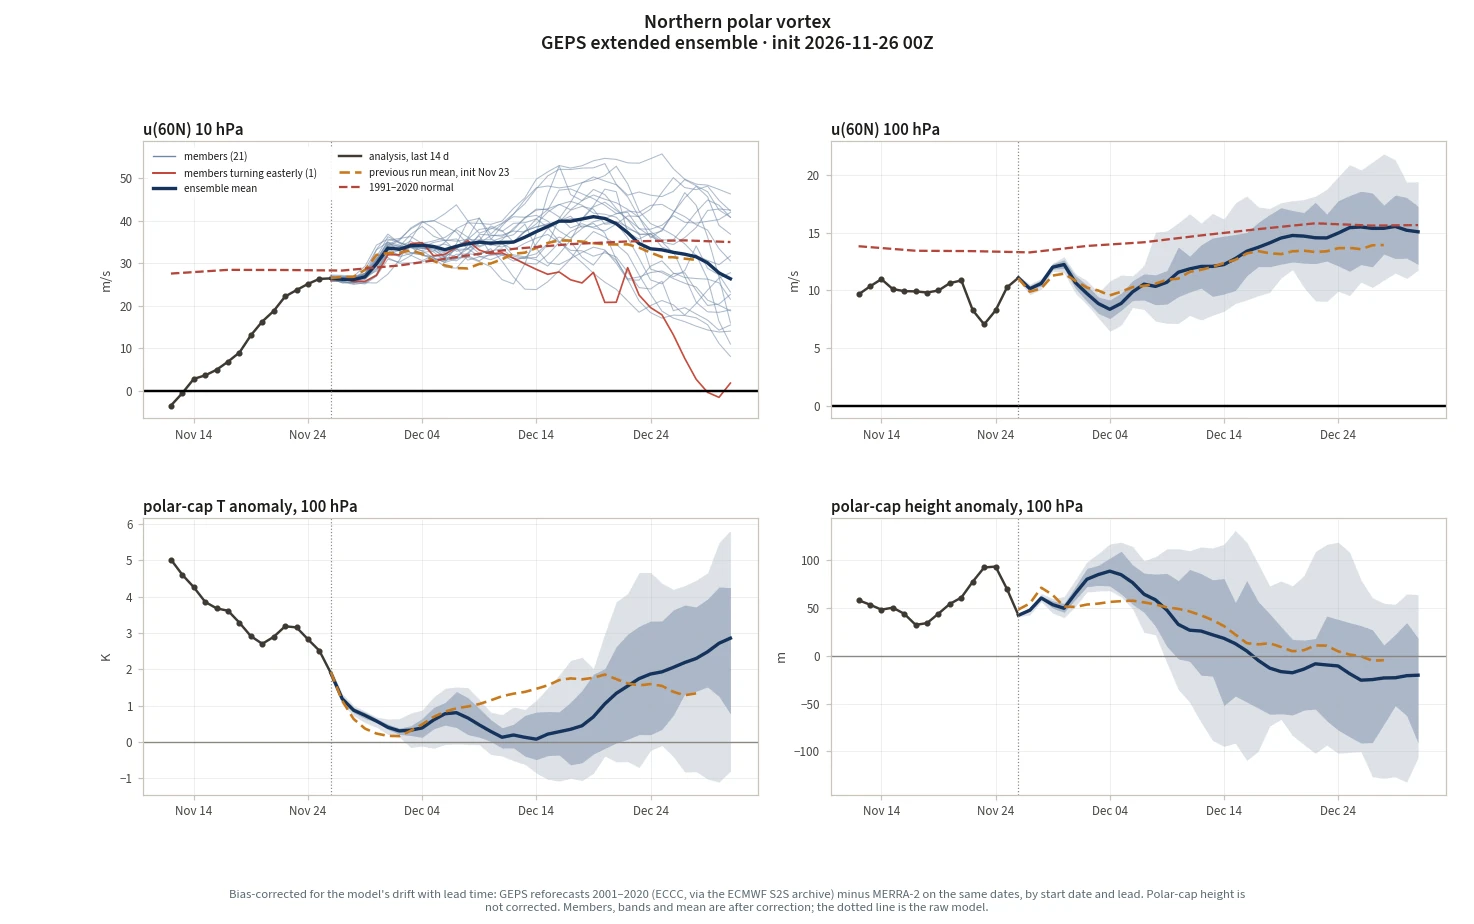 Northern polar vortex
GEPS extended ensemble · init 2026-11-26 00Z
u(60N) 10 hPa
members (21)
members turning easterly (1)
ensemble mean
analysis, last 14 d
previous run mean, init Nov 23
1991–2020 normal
m/s
50
40
30
20
10
0
Nov 14
Nov 24
Dec 04
Dec 14
Dec 24
u(60N) 100 hPa
m/s
20
15
10
5
0
Nov 14
Nov 24
Dec 04
Dec 14
Dec 24
polar-cap T anomaly, 100 hPa
K
6
5
4
3
2
1
0
−1
Nov 14
Nov 24
Dec 04
Dec 14
Dec 24
polar-cap height anomaly, 100 hPa
m
100
50
0
−50
−100
Nov 14
Nov 24
Dec 04
Dec 14
Dec 24
Bias-corrected for the model's drift with lead time: GEPS reforecasts 2001–2020 (ECCC, via the ECMWF S2S archive) minus MERRA-2 on the same dates, by start date and lead. Polar-cap height is
not corrected. Members, bands and mean are after correction; the dotted line is the raw model.